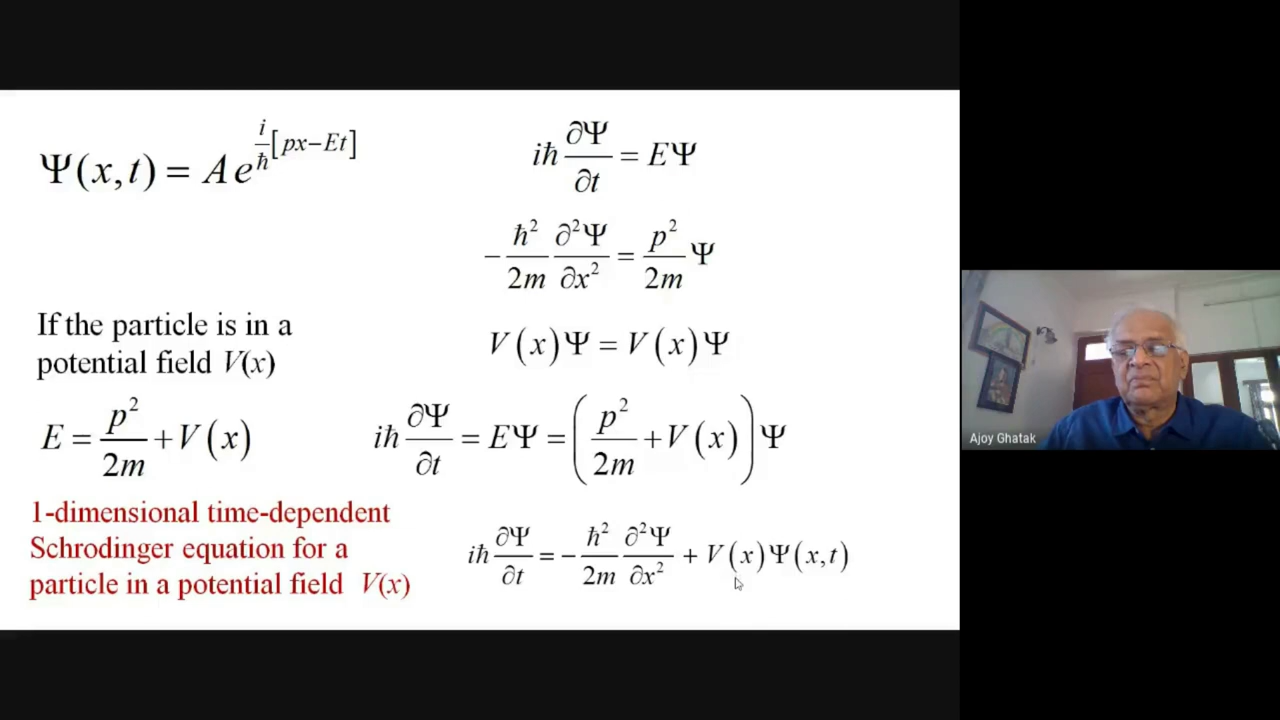 Ψ(x,t) = Ae^{i/ħ[px−Et]}
iħ ∂Ψ/∂t = EΨ
−ħ²/2m ∂²Ψ/∂x² = p²/2m Ψ
If the particle is in a
potential field V(x)
V(x)Ψ = V(x)Ψ
E = p²/2m + V(x)
iħ ∂Ψ/∂t = EΨ = (p²/2m + V(x))Ψ
1-dimensional time-dependent
Schrodinger equation for a
particle in a potential field V(x)
iħ ∂Ψ/∂t = −ħ²/2m ∂²Ψ/∂x² + V(x)Ψ(x,t)
Ajoy Ghatak